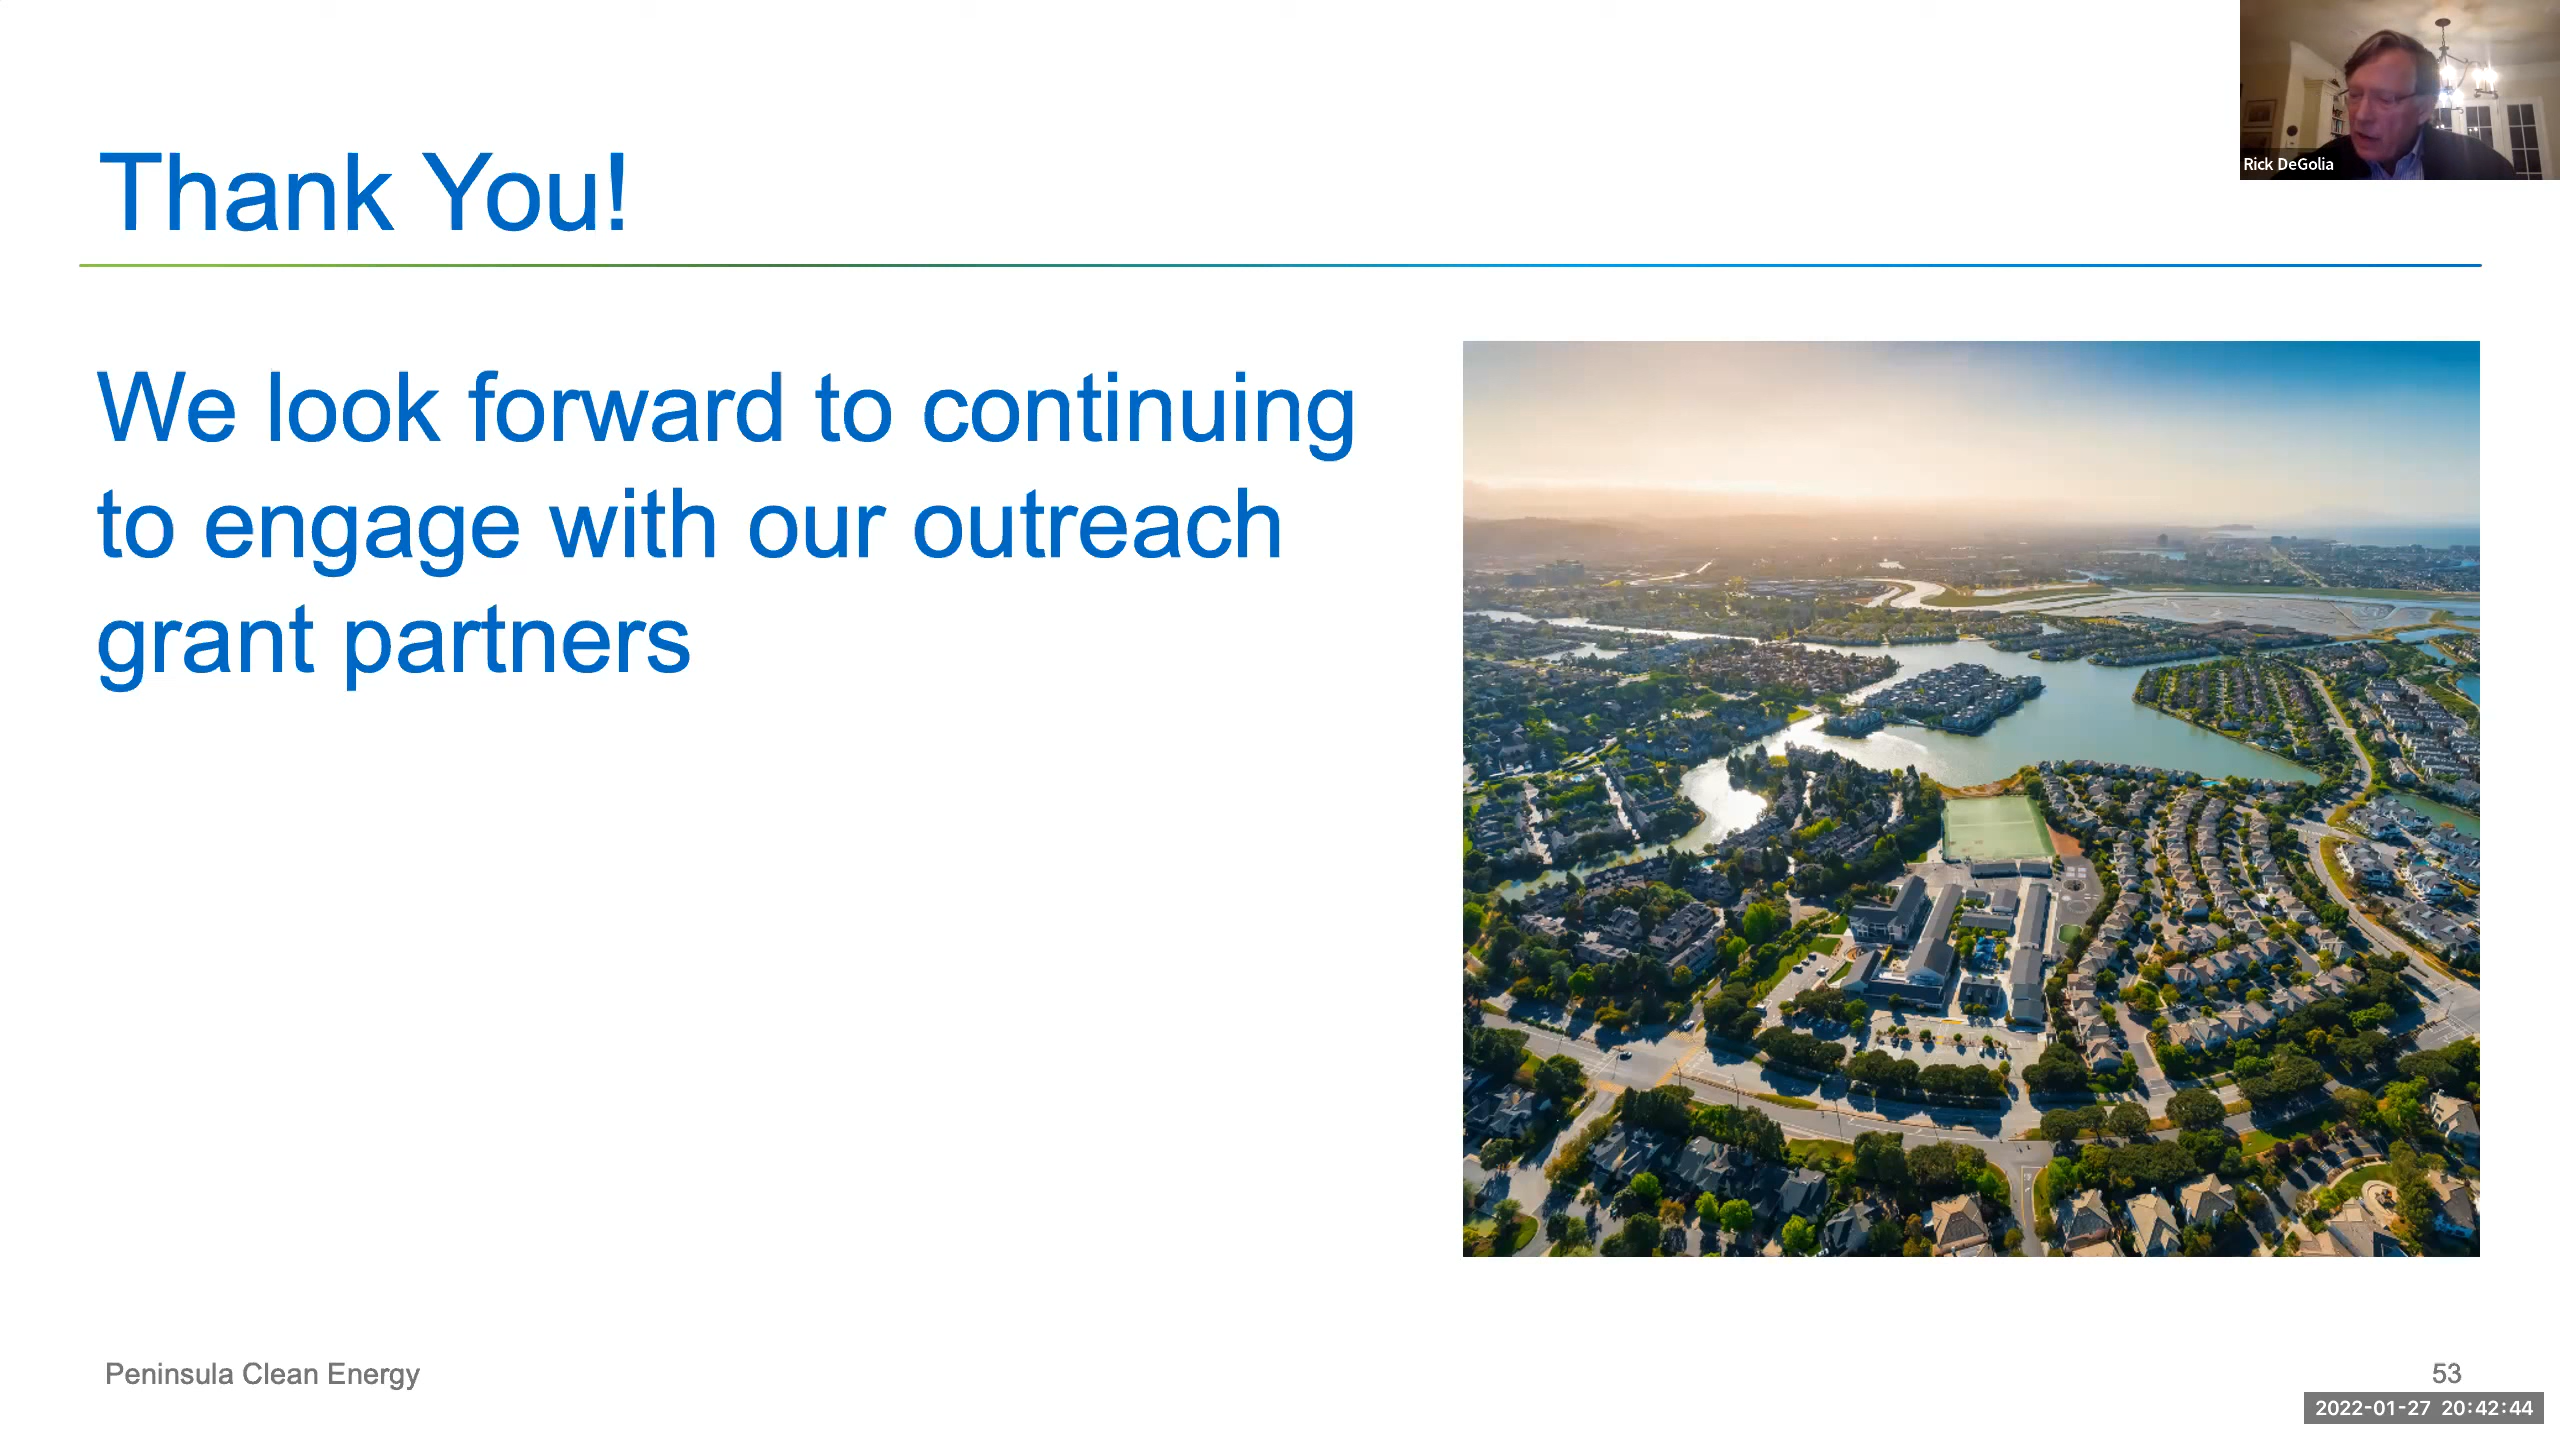 Rick DeGolia
Thank You!
We look forward to continuing
to engage with our outreach
grant partners
Peninsula Clean Energy
53
2022-01-27 20:42:44